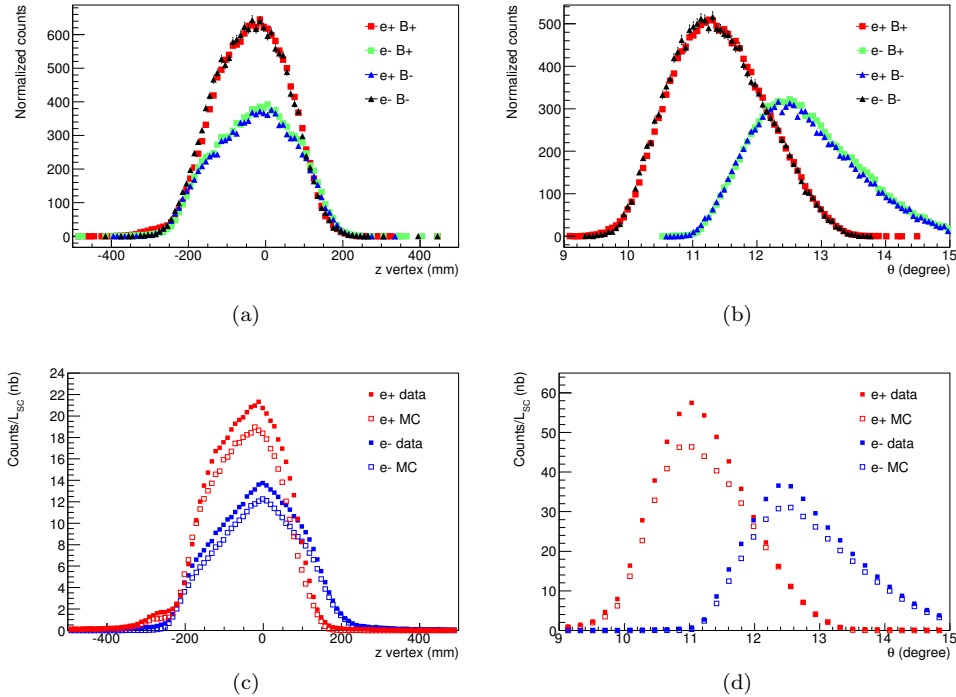 Normalized counts
600
500
400
300
200
100
0
-400
-200
0
200
400
z vertex (mm)
e+ B+
e- B+
e+ B-
e- B-
(a)
Normalized counts
500
400
300
200
100
0
9
10
11
12
13
14
15
θ (degree)
e+ B+
e- B+
e+ B-
e- B-
(b)
Counts/L_SC (nb)
24
22
20
18
16
14
12
10
8
6
4
2
0
-400
-200
0
200
400
z vertex (mm)
e+ data
e+ MC
e- data
e- MC
(c)
Counts/L_SC (nb)
60
50
40
30
20
10
0
9
10
11
12
13
14
15
θ (degree)
e+ data
e+ MC
e- data
e- MC
(d)